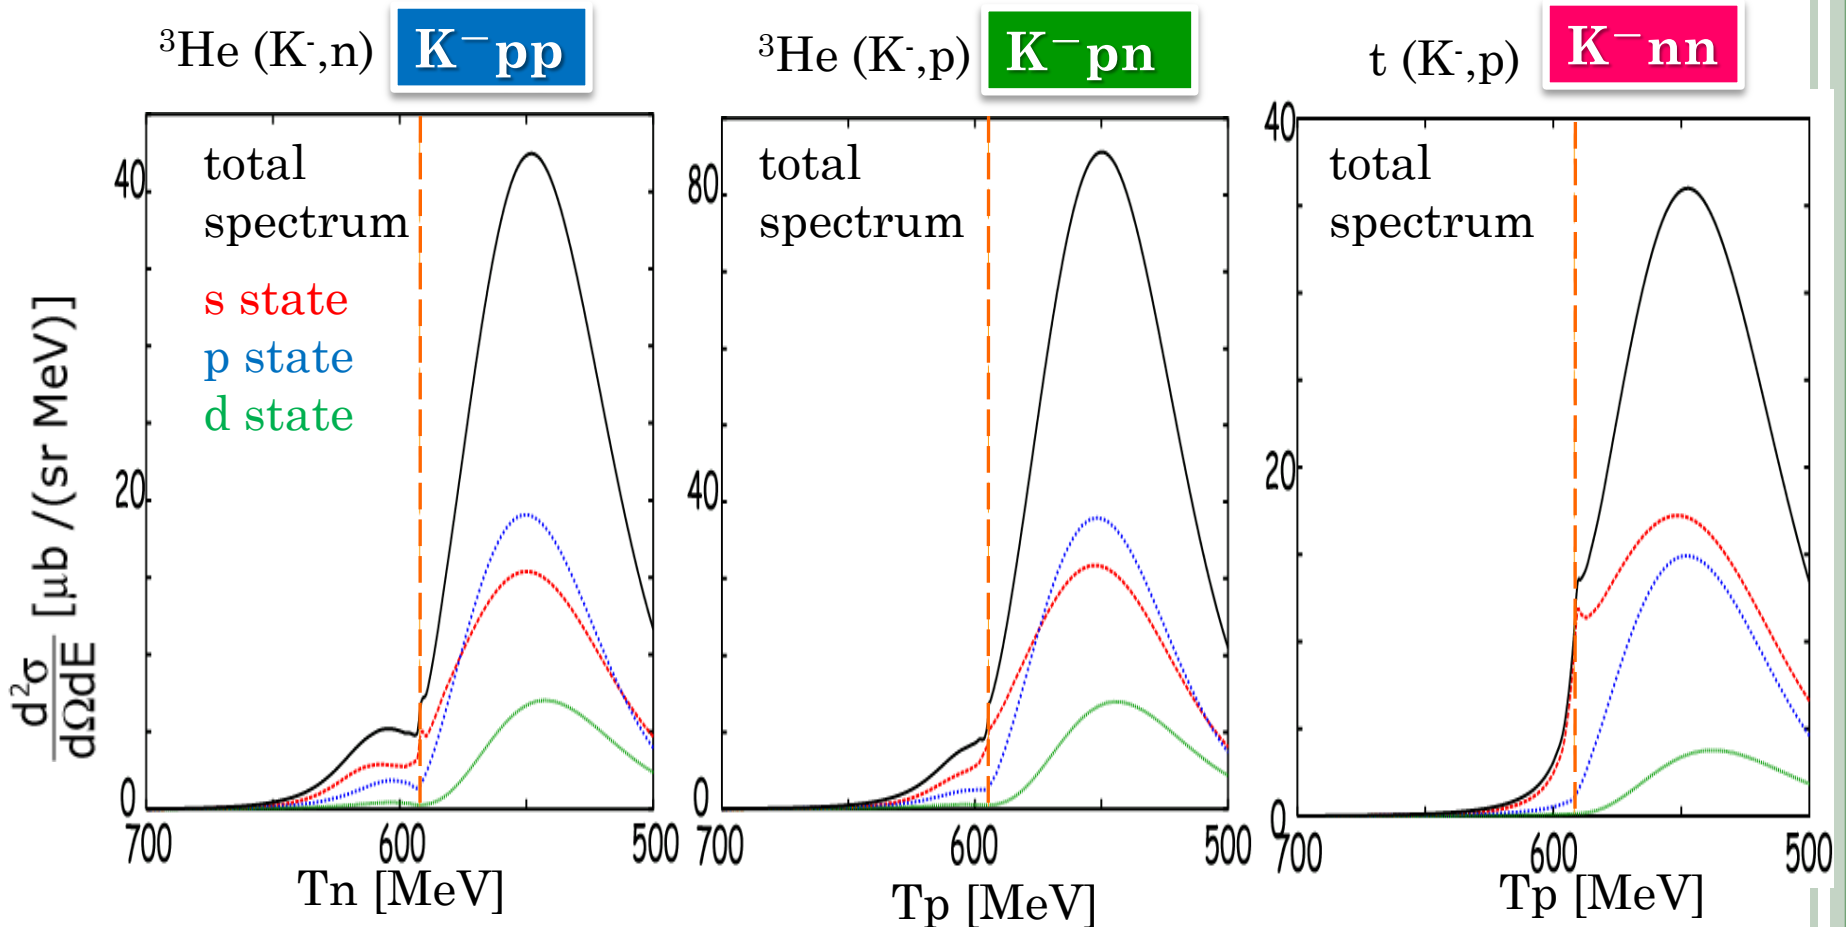 ³He (K⁻,n) K⁻pp
³He (K⁻,p) K⁻pn
t (K⁻,p) K⁻nn
d²σ
dΩdE [μb /(sr MeV)]
total
spectrum
s state
p state
d state
40
20
0
700 600 500
Tn [MeV]
total
spectrum
80
40
0
700 600 500
Tp [MeV]
total
spectrum
40
20
0
700 600 500
Tp [MeV]